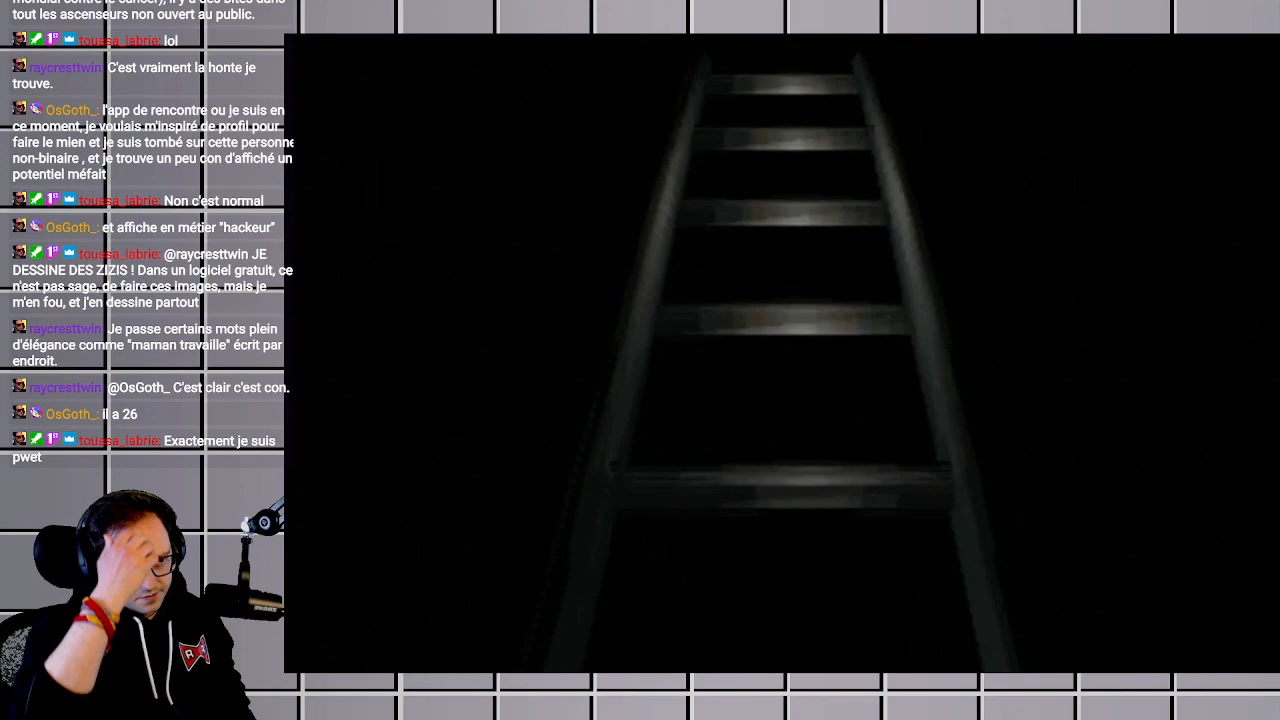 mondial contre le cancer), il y a des bites dans
tout les ascenseurs non ouvert au public.
toussa_labrie: lol
raycresttwin: C'est vraiment la honte je
trouve.
OsGoth_: l'app de rencontre ou je suis en
ce moment, je voulais m'inspiré de profil pour
faire le mien et je suis tombé sur cette personne
non-binaire , et je trouve un peu con d'affiché un
potentiel méfait
toussa_labrie: Non c'est normal
OsGoth_: et affiche en métier "hackeur"
toussa_labrie: @raycresttwin JE
DESSINE DES ZIZIS ! Dans un logiciel gratuit, ce
n'est pas sage, de faire ces images, mais je
m'en fou, et j'en dessine partout
raycresttwin: Je passe certains mots plein
d'élégance comme "maman travaille" écrit par
endroit.
raycresttwin: @OsGoth_ C'est clair c'est con.
OsGoth_: il a 26
toussa_labrie: Exactement je suis
pwet